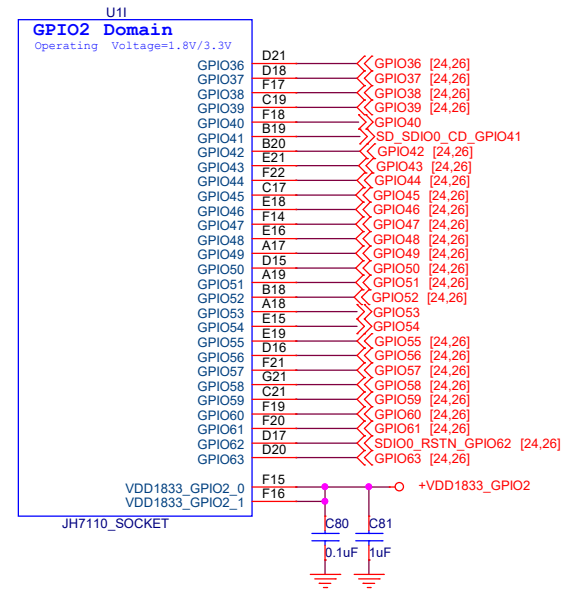 U1I
GPIO2 Domain
Operating Voltage=1.8V/3.3V
GPIO36 D21 GPIO36 [24,26]
GPIO37 D18 GPIO37 [24,26]
GPIO38 F17 GPIO38 [24,26]
GPIO39 C19 GPIO39 [24,26]
GPIO40 F18 GPIO40
GPIO41 B19 SD_SDIO0_CD_GPIO41
GPIO42 B20 GPIO42 [24,26]
GPIO43 E21 GPIO43 [24,26]
GPIO44 F22 GPIO44 [24,26]
GPIO45 C17 GPIO45 [24,26]
GPIO46 E18 GPIO46 [24,26]
GPIO47 F14 GPIO47 [24,26]
GPIO48 E16 GPIO48 [24,26]
GPIO49 A17 GPIO49 [24,26]
GPIO50 D15 GPIO50 [24,26]
GPIO51 A19 GPIO51 [24,26]
GPIO52 B18 GPIO52 [24,26]
GPIO53 A18 GPIO53
GPIO54 E15 GPIO54
GPIO55 E19 GPIO55 [24,26]
GPIO56 D16 GPIO56 [24,26]
GPIO57 F21 GPIO57 [24,26]
GPIO58 G21 GPIO58 [24,26]
GPIO59 C21 GPIO59 [24,26]
GPIO60 F19 GPIO60 [24,26]
GPIO61 F20 GPIO61 [24,26]
GPIO62 D17 SDIO0_RSTN_GPIO62 [24,26]
GPIO63 D20 GPIO63 [24,26]
VDD1833_GPIO2_0 F15 +VDD1833_GPIO2
VDD1833_GPIO2_1 F16
JH7110_SOCKET
C80 C81
0.1uF 1uF